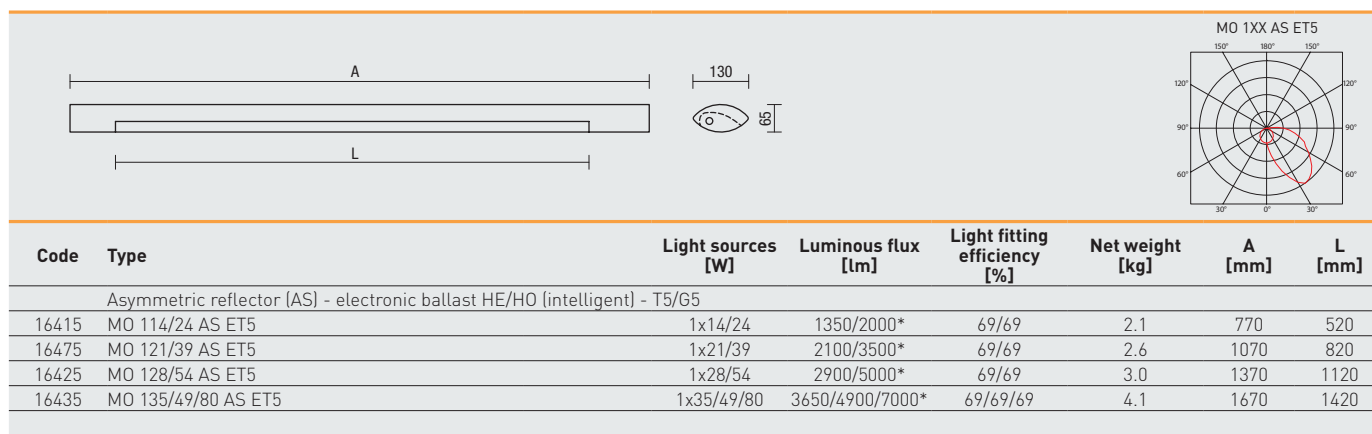 MO 1XX AS ET5
150° 180° 150°
120° 120°
90° 90°
60° 60°
30° 0° 30°
A
130
65
L
Code Type Light sources [W] Luminous flux [lm] Light fitting efficiency [%] Net weight [kg] A [mm] L [mm]
Asymmetric reflector (AS) - electronic ballast HE/HO (intelligent) - T5/G5
16415 MO 114/24 AS ET5 1x14/24 1350/2000* 69/69 2.1 770 520
16475 MO 121/39 AS ET5 1x21/39 2100/3500* 69/69 2.6 1070 820
16425 MO 128/54 AS ET5 1x28/54 2900/5000* 69/69 3.0 1370 1120
16435 MO 135/49/80 AS ET5 1x35/49/80 3650/4900/7000* 69/69/69 4.1 1670 1420